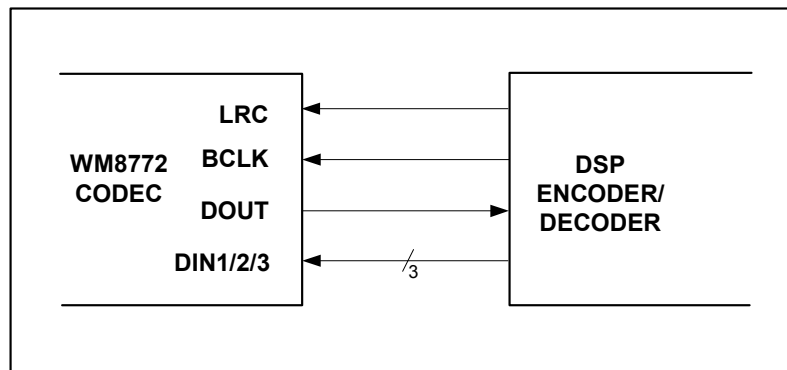 LRC
WM8772
CODEC
BCLK
DOUT
DIN1/2/3
3
DSP
ENCODER/
DECODER